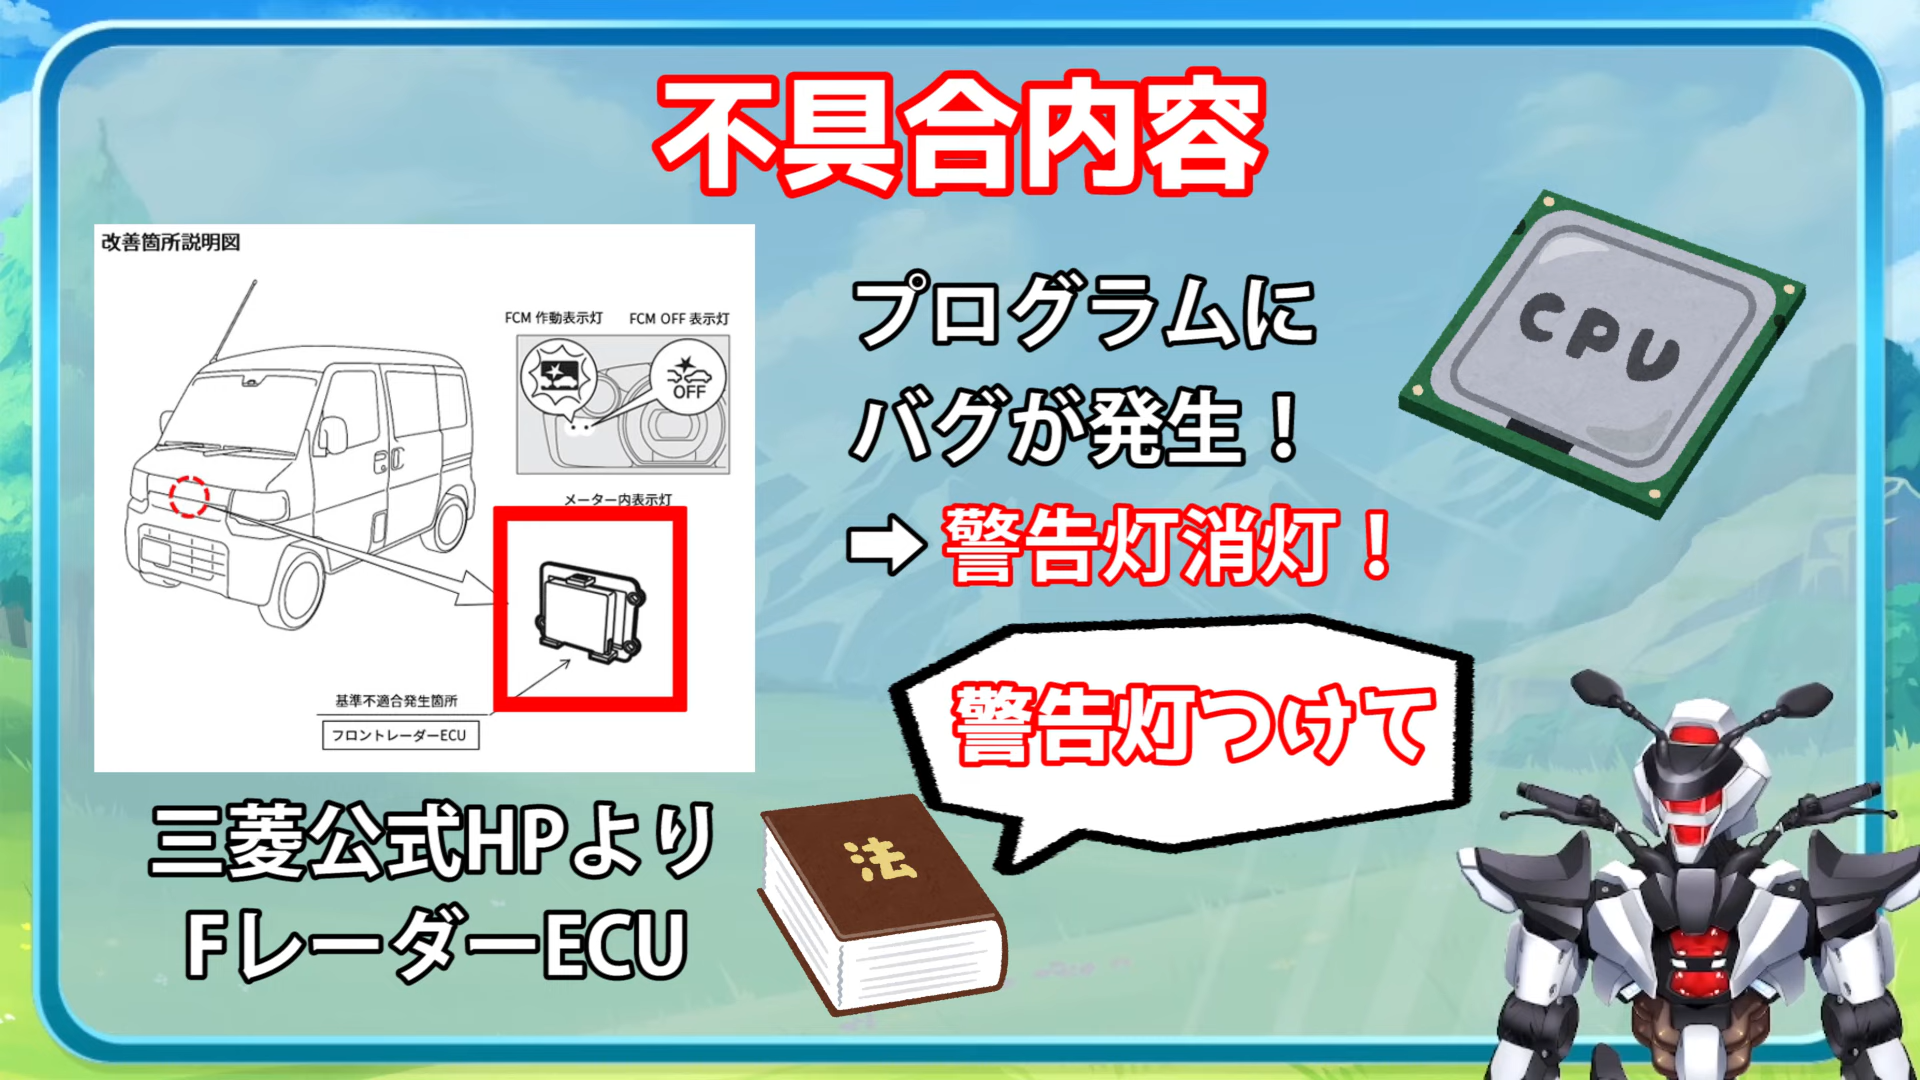 不具合内容
改善箇所説明図
FCM 作動表示灯
FCM OFF 表示灯
OFF
メーター内表示灯
基準不適合発生箇所
フロントレーダーECU
三菱公式HPより
FレーダーECU
プログラムに
バグが発生！
➡警告灯消灯！
CPU
警告灯つけて
法